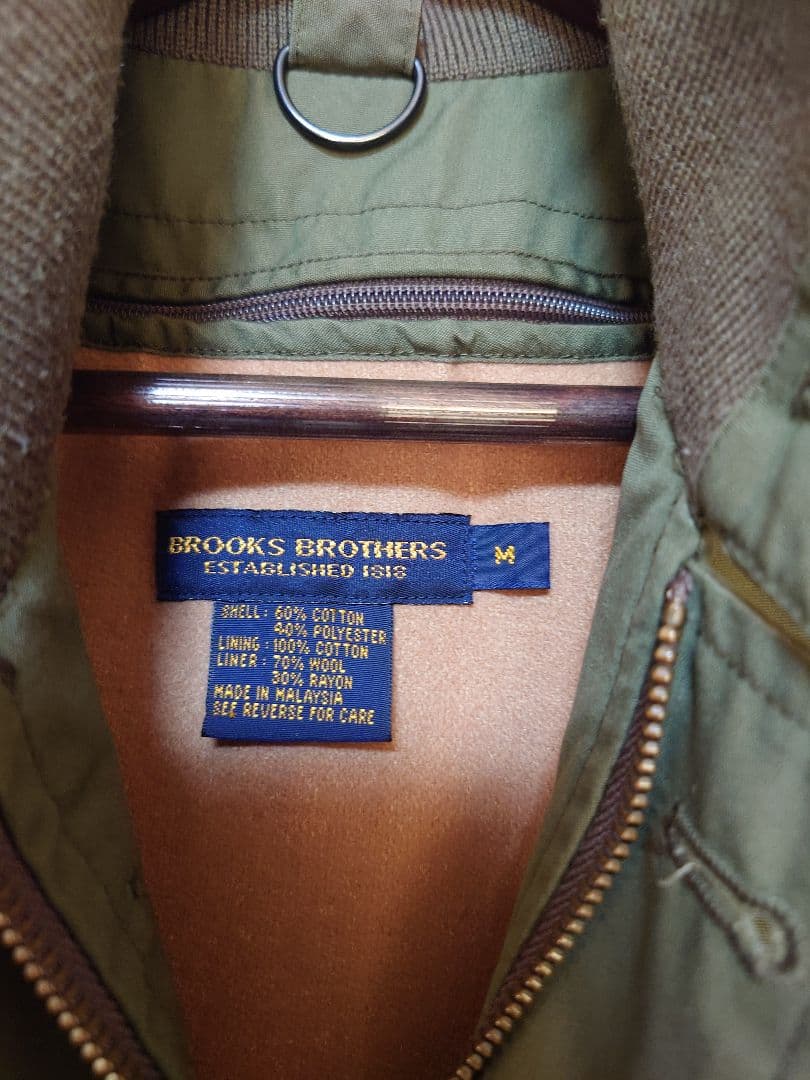 BROOKS BROTHERS
ESTABLISHED 1818
M
SHELL : 60% COTTON
40% POLYESTER
LINING : 100% COTTON
LINER : 70% WOOL
30% RAYON
MADE IN MALAYSIA
SEE REVERSE FOR CARE